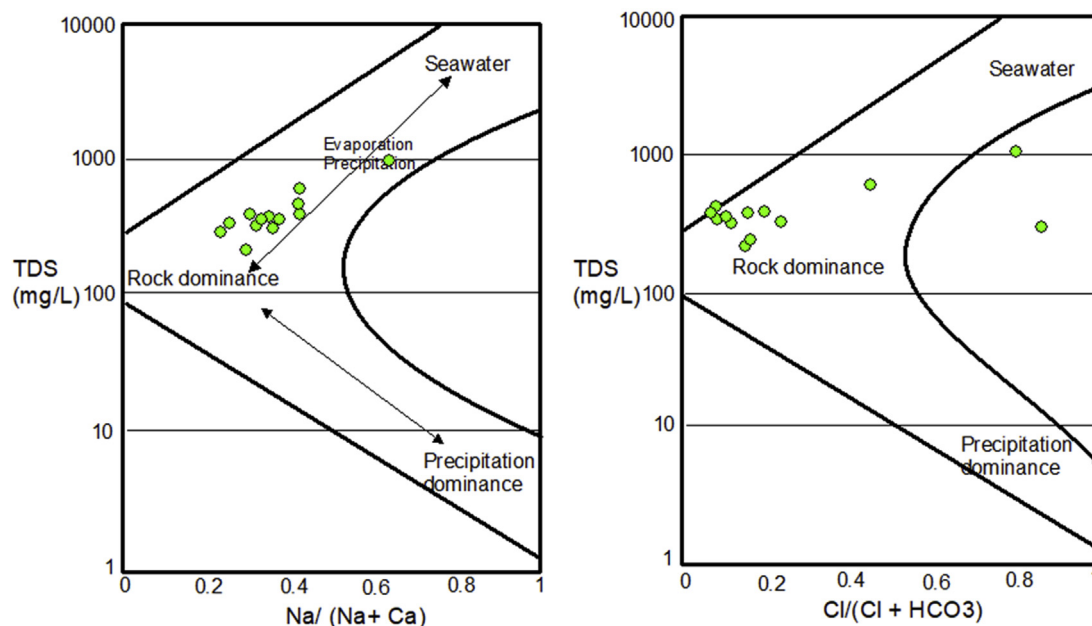 10000
Seawater
1000
Evaporation
Precipitation
TDS
(mg/L)
Rock dominance
100
10
Precipitation
dominance
1
0
0.2
0.4
0.6
0.8
1
Na/ (Na+ Ca)
10000
Seawater
1000
TDS
(mg/L)
Rock dominance
100
10
Precipitation
dominance
1
0
0.2
0.4
0.6
0.8
Cl/(Cl + HCO3)